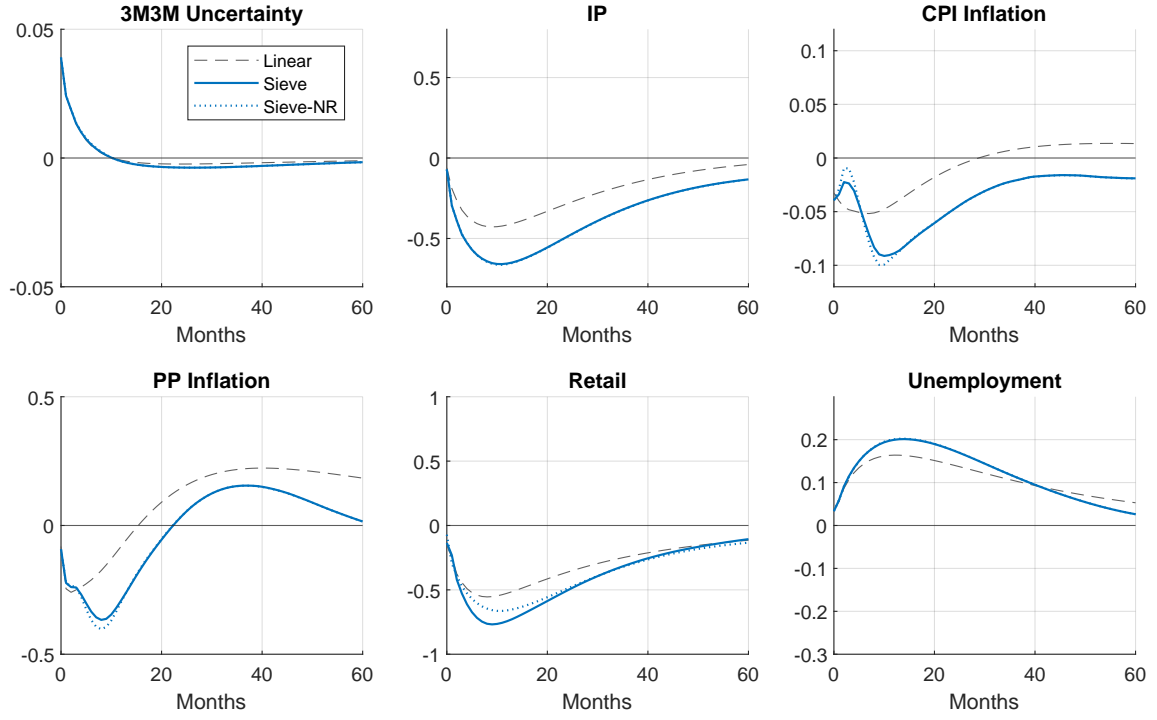 3M3M Uncertainty
0.05
0
-0.05
0 20 40 60
Months
Linear
Sieve
Sieve-NR
IP
0.5
0
-0.5
0 20 40 60
Months
CPI Inflation
0.1
0.05
0
-0.05
-0.1
0 20 40 60
Months
PP Inflation
0.5
0
-0.5
0 20 40 60
Months
Retail
1
0.5
0
-0.5
-1
0 20 40 60
Months
Unemployment
0.2
0.1
0
-0.1
-0.2
-0.3
0 20 40 60
Months